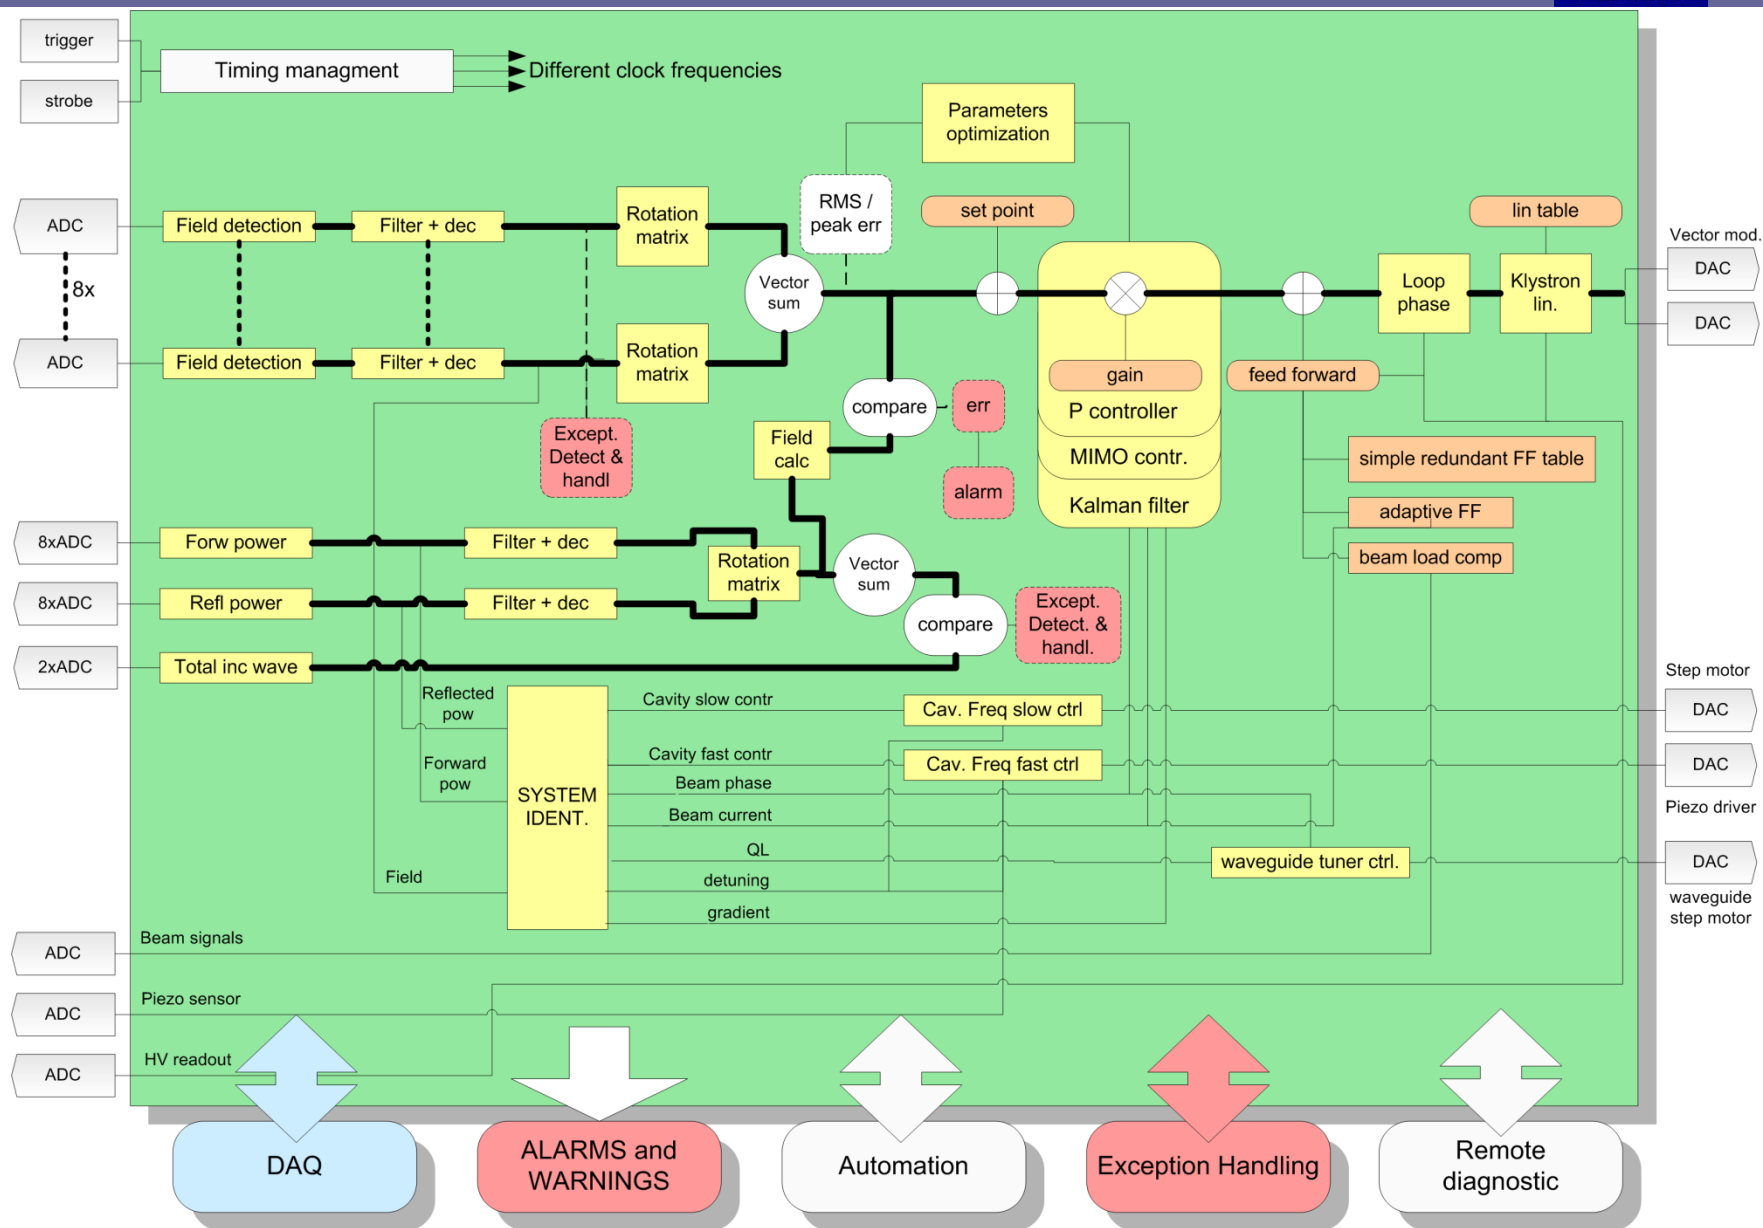 trigger
strobe
Timing managment
Different clock frequencies
Parameters
optimization
RMS /
peak err
set point
lin table
Vector mod.
ADC
Field detection
Filter + dec
Rotation
matrix
Vector
sum
Loop
phase
Klystron
lin.
DAC
DAC
8x
ADC
Field detection
Filter + dec
Rotation
matrix
gain
feed forward
compare
err
P controller
Except.
Detect &
handl
Field
calc
MIMO contr.
simple redundant FF table
alarm
Kalman filter
adaptive FF
beam load comp
8xADC
Forw power
Filter + dec
Rotation
matrix
Vector
sum
8xADC
Refl power
Filter + dec
compare
Except.
Detect. &
handl.
2xADC
Total inc wave
Reflected
pow
Forward
pow
Field
SYSTEM
IDENT.
Cavity slow contr
Cav. Freq slow ctrl
Step motor
DAC
Cavity fast contr
Cav. Freq fast ctrl
DAC
Piezo driver
Beam phase
Beam current
QL
waveguide tuner ctrl.
DAC
waveguide
step motor
detuning
gradient
ADC
Beam signals
ADC
Piezo sensor
ADC
HV readout
DAQ
ALARMS and
WARNINGS
Automation
Exception Handling
Remote
diagnostic